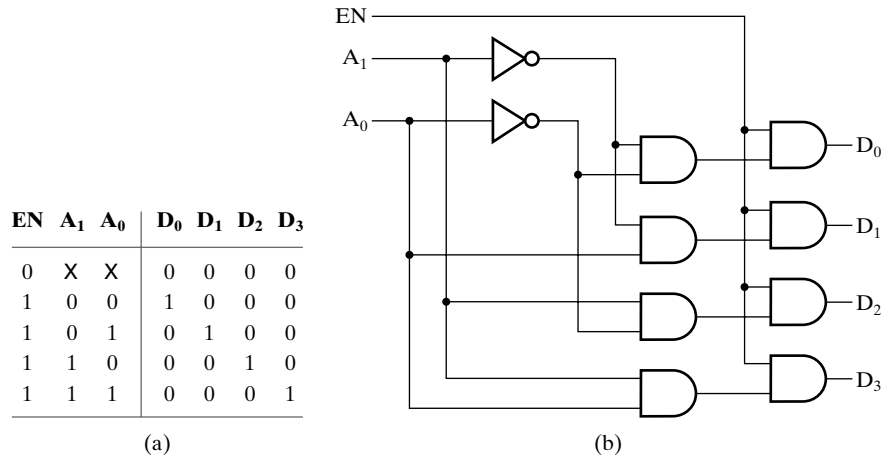 EN A₁ A₀ D₀ D₁ D₂ D₃
0 X X 0 0 0 0
1 0 0 1 0 0 0
1 0 1 0 1 0 0
1 1 0 0 0 1 0
1 1 1 0 0 0 1
(a)
EN
A₁
A₀
D₀
D₁
D₂
D₃
(b)